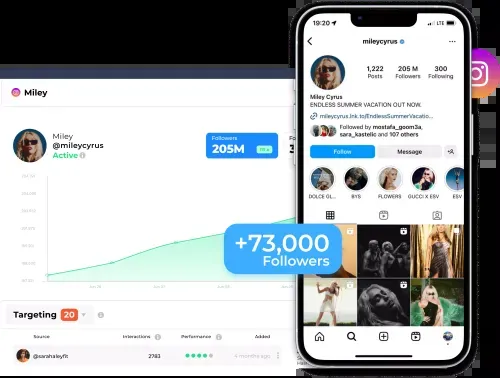 Miley
Miley
@mileycyrus
Active
Followers
205M
+73,000
Followers
Targeting 20
Source Interactions Performance Added
@sarahaleyfit 2783 4 months ago
19:20 LTE
mileycyrus
1,222 205 M 300
Posts Followers Following
Miley Cyrus
ENDLESS SUMMER VACATION OUT NOW.
mileycyrus.lnk.to/EndlessSummerVacatio...
Followed by mostafa_goom3a,
sara_kastelic and 107 others
Follow Message
DOLCE GL... BYS FLOWERS GUCCI X ESV ESV